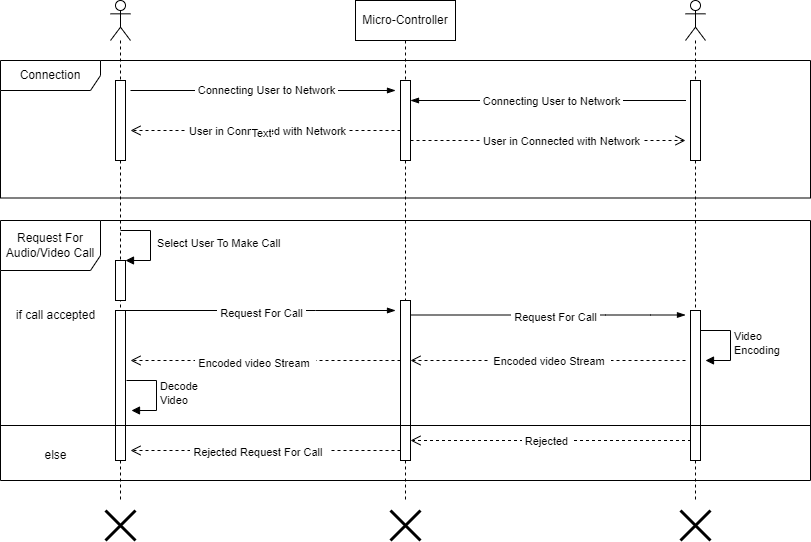 Micro-Controller
Connection
Connecting User to Network
Connecting User to Network
User in Conn Text d with Network
User in Connected with Network
Request For
Audio/Video Call
Select User To Make Call
if call accepted
Request For Call
Request For Call
Video
Encoding
Encoded video Stream
Encoded video Stream
Decode
Video
Rejected
Rejected Request For Call
else